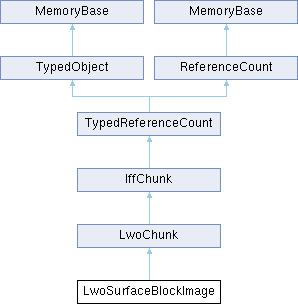 MemoryBase MemoryBase
TypedObject ReferenceCount
TypedReferenceCount
IffChunk
LwoChunk
LwoSurfaceBlockImage